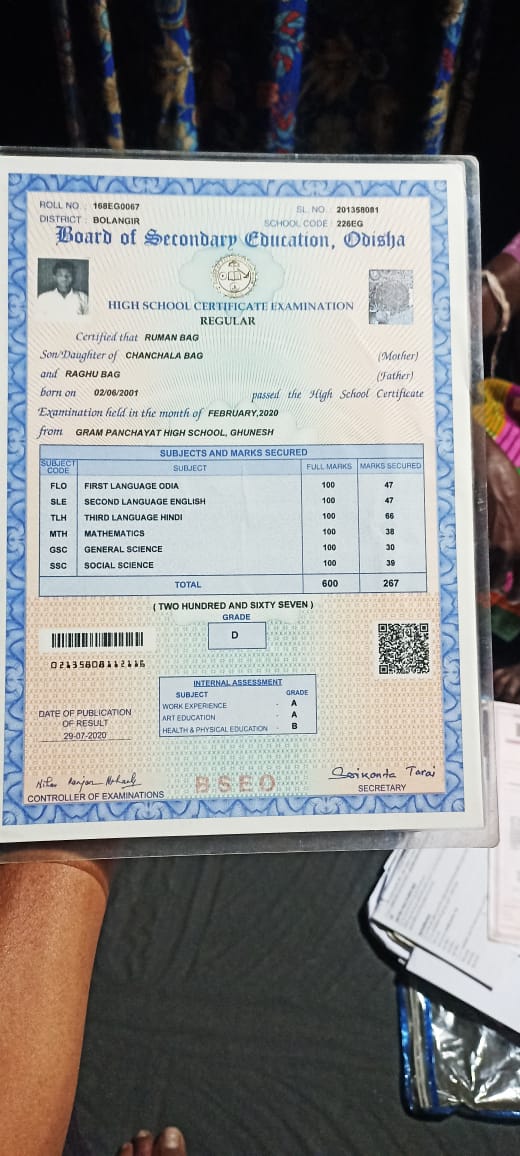 ROLL NO. : 168EG0067
SL. NO. : 201358081
DISTRICT : BOLANGIR
SCHOOL CODE : 226EG
Board of Secondary Education, Odisha
HIGH SCHOOL CERTIFICATE EXAMINATION
REGULAR
Certified that RUMAN BAG
Son/Daughter of CHANCHALA BAG (Mother)
and RAGHU BAG (Father)
born on 02/06/2001 passed the High School Certificate
Examination held in the month of FEBRUARY,2020
from GRAM PANCHAYAT HIGH SCHOOL, GHUNESH
SUBJECTS AND MARKS SECURED
SUBJECT CODE SUBJECT FULL MARKS MARKS SECURED
FLO FIRST LANGUAGE ODIA 100 47
SLE SECOND LANGUAGE ENGLISH 100 47
TLH THIRD LANGUAGE HINDI 100 66
MTH MATHEMATICS 100 38
GSC GENERAL SCIENCE 100 30
SSC SOCIAL SCIENCE 100 39
TOTAL 600 267
( TWO HUNDRED AND SIXTY SEVEN )
GRADE
D
02135808112116
INTERNAL ASSESSMENT
SUBJECT GRADE
WORK EXPERIENCE - A
ART EDUCATION - A
HEALTH & PHYSICAL EDUCATION - B
DATE OF PUBLICATION
OF RESULT
29-07-2020
BSEO
Srikanta Tarai
CONTROLLER OF EXAMINATIONS
SECRETARY